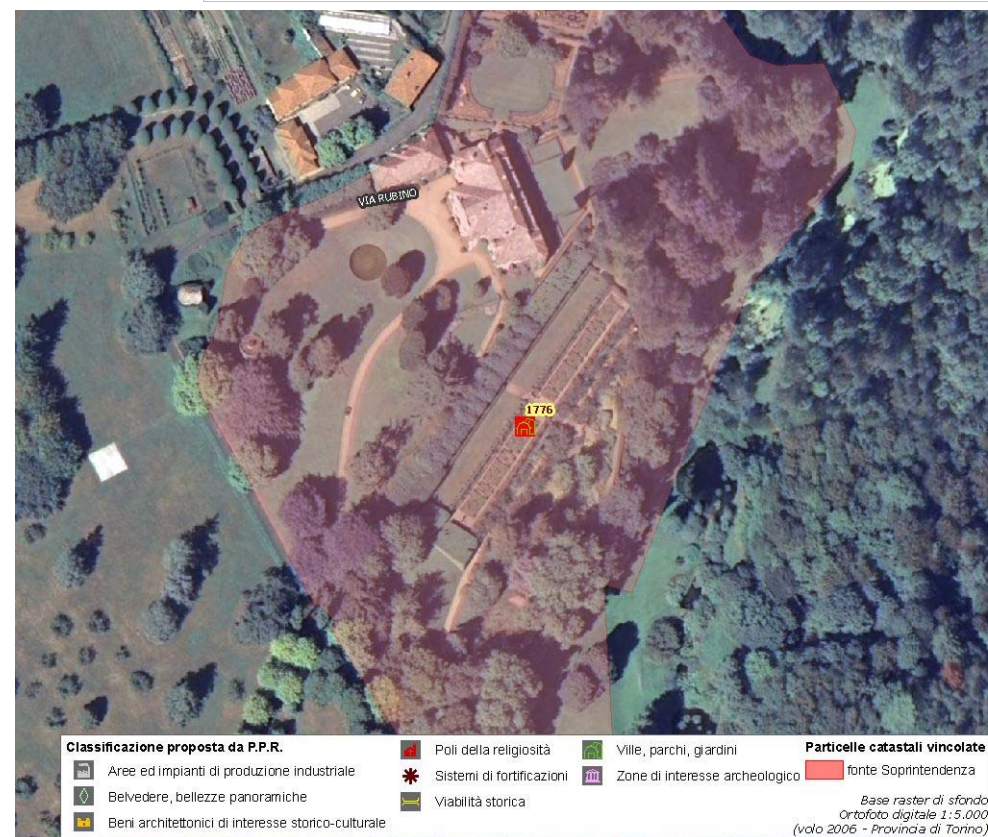 VIA RUBINO
1776
Classificazione proposta da P.P.R.
Aree ed impianti di produzione industriale
Belvedere, bellezze panoramiche
Beni architettonici di interesse storico-culturale
Poli della religiosità
Sistemi di fortificazioni
Viabilità storica
Ville, parchi, giardini
Zone di interesse archeologico
Particelle catastali vincolate
fonte Soprintendenza
Base raster di sfondo
Ortofoto digitale 1:5.000
(volo 2006 - Provincia di Torino)